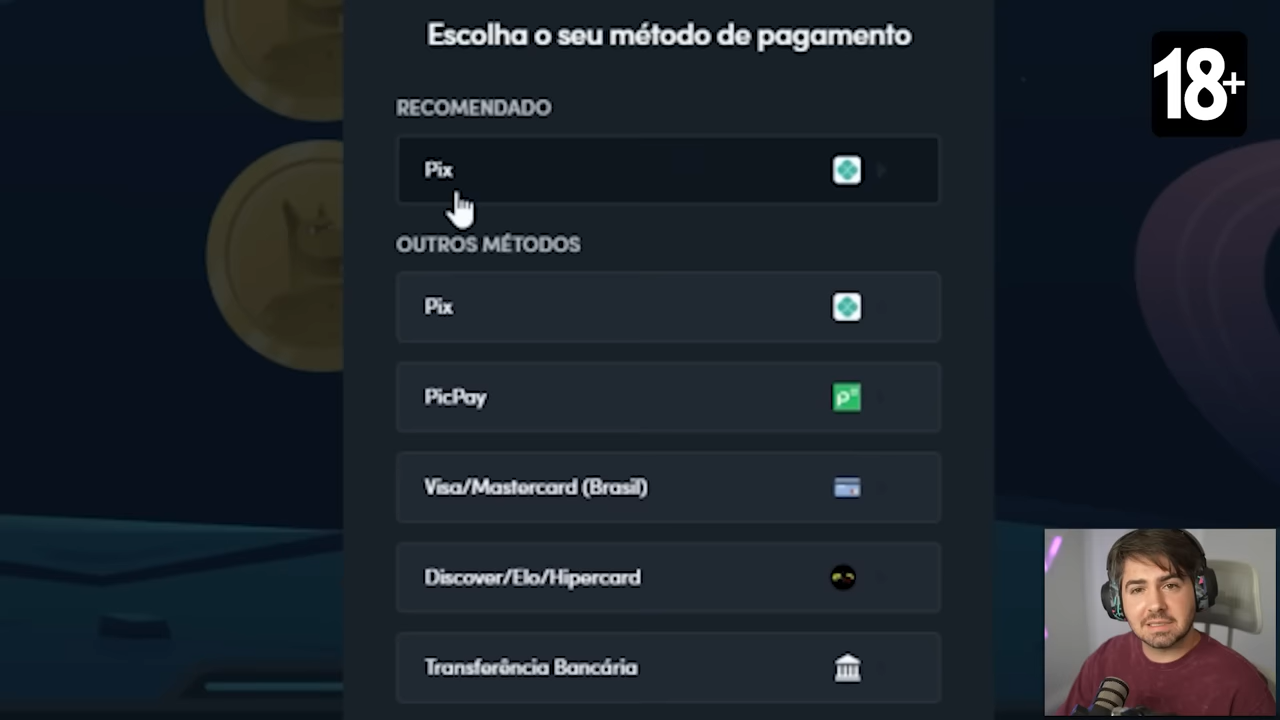 Escolha o seu método de pagamento
18+
RECOMENDADO
Pix
OUTROS MÉTODOS
Pix
PicPay
Visa/Mastercard (Brasil)
Discover/Elo/Hipercard
Transferência Bancária